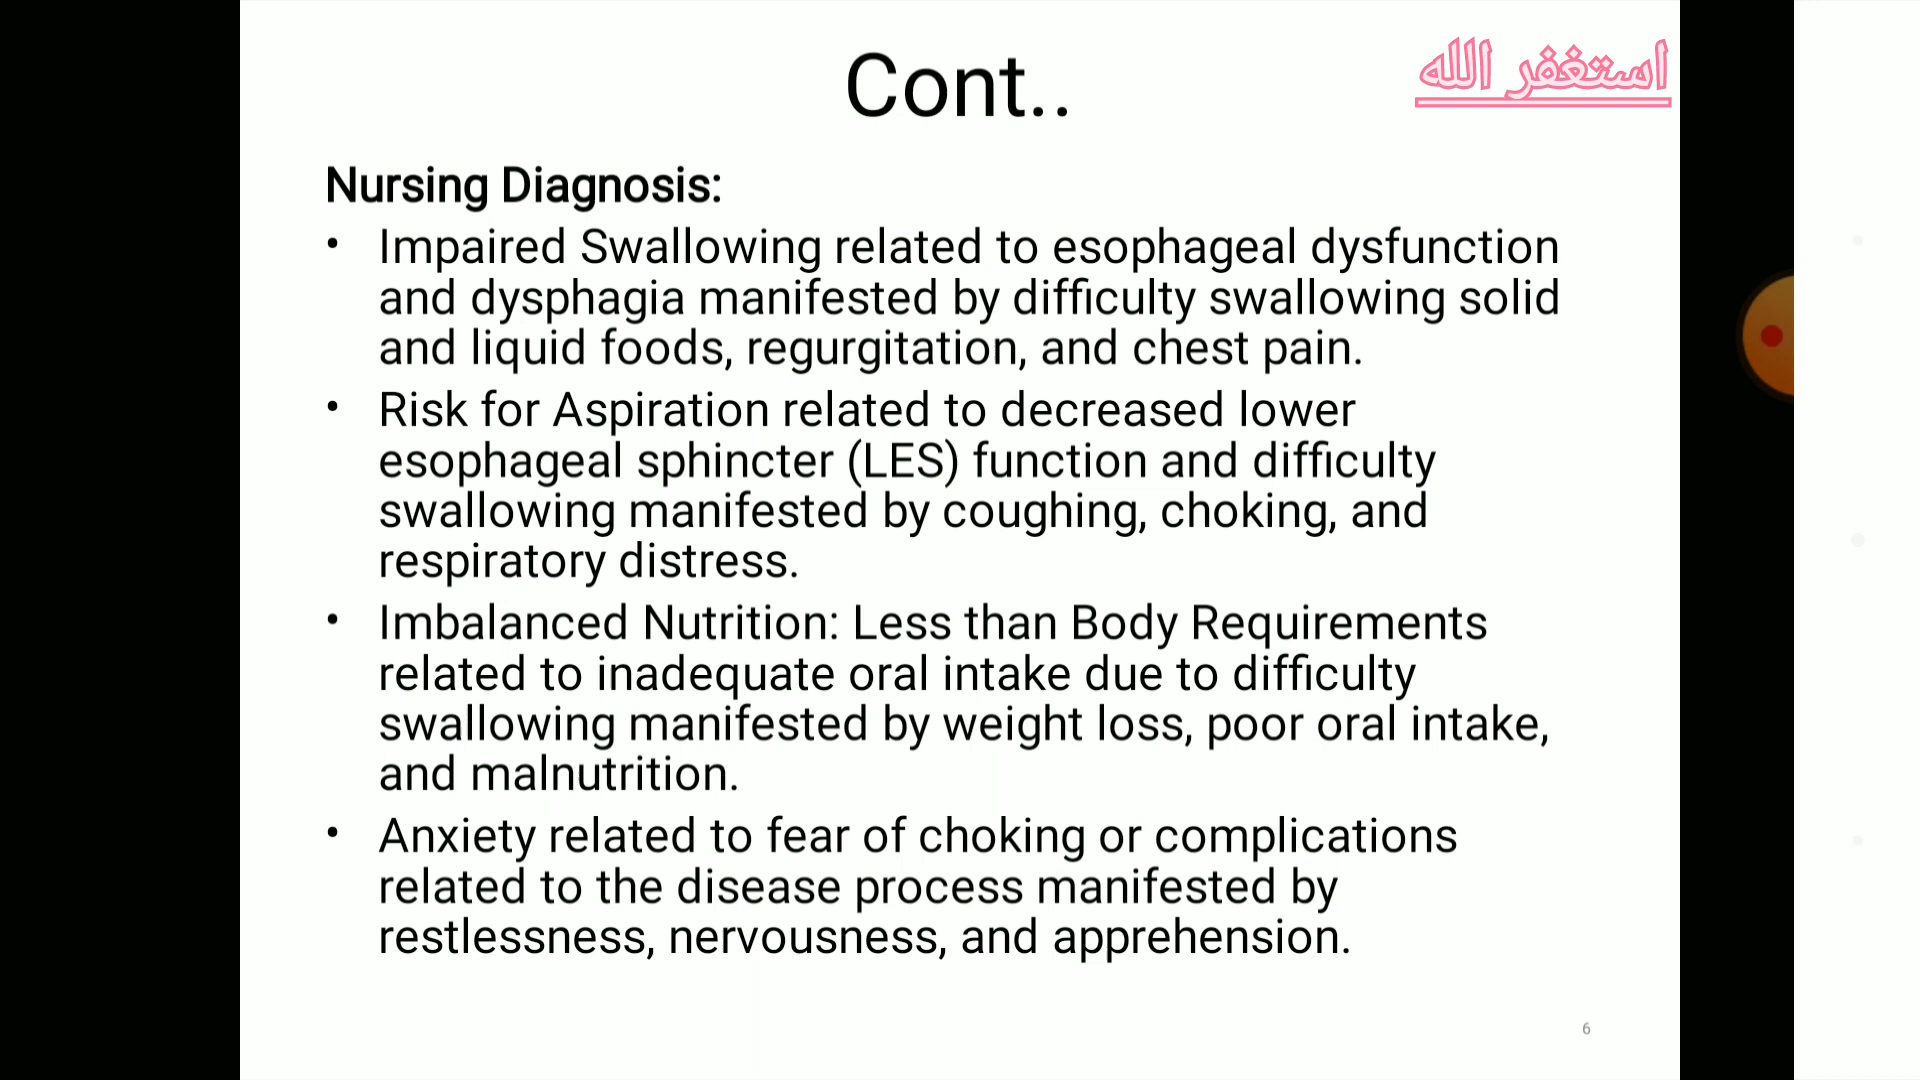 Cont..
استغفر الله
Nursing Diagnosis:
• Impaired Swallowing related to esophageal dysfunction
and dysphagia manifested by difficulty swallowing solid
and liquid foods, regurgitation, and chest pain.
• Risk for Aspiration related to decreased lower
esophageal sphincter (LES) function and difficulty
swallowing manifested by coughing, choking, and
respiratory distress.
• Imbalanced Nutrition: Less than Body Requirements
related to inadequate oral intake due to difficulty
swallowing manifested by weight loss, poor oral intake,
and malnutrition.
• Anxiety related to fear of choking or complications
related to the disease process manifested by
restlessness, nervousness, and apprehension.
6